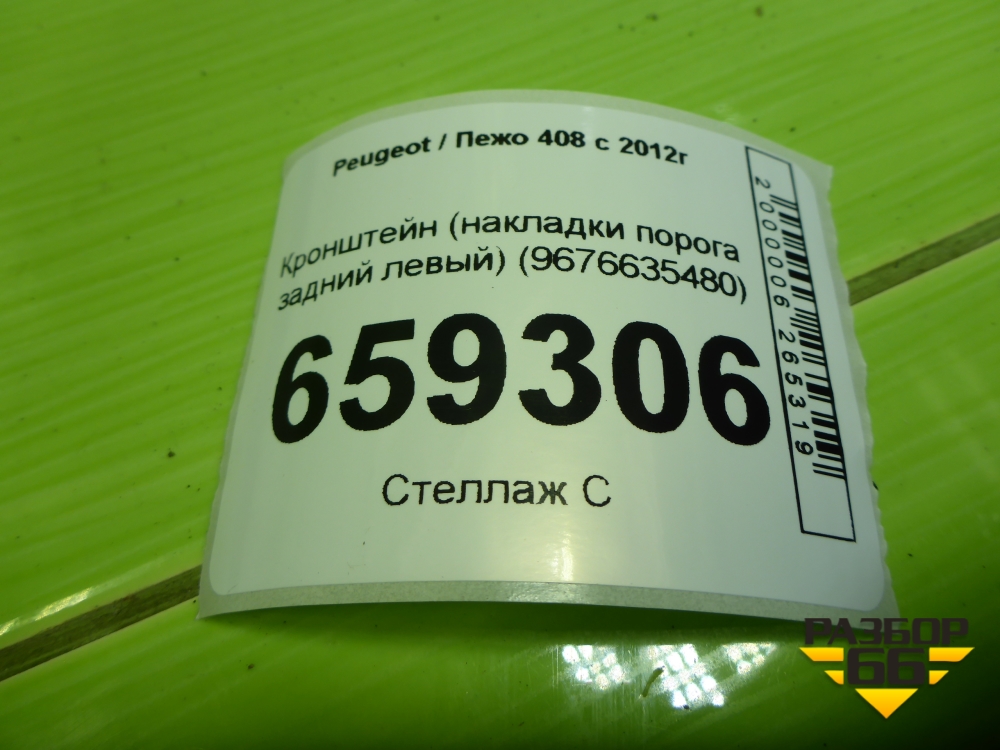 Peugeot / Пежо 408 с 2012г
Кронштейн (накладки порога
задний левый) (9676635480)
659306
Стеллаж С
2000006265319
РАЗБОР
66